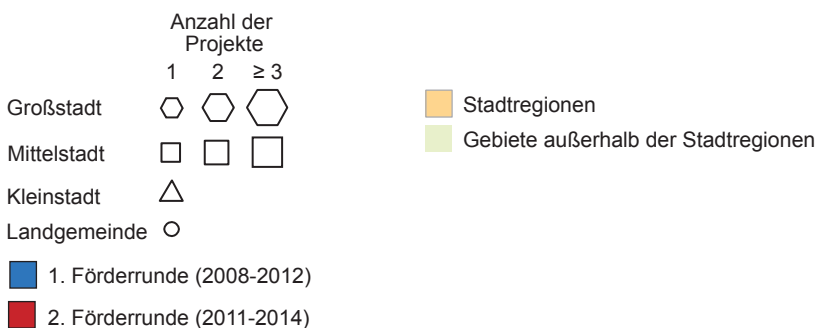 Anzahl der
Projekte
1 2 ≥ 3
Großstadt
Mittelstadt
Kleinstadt
Landgemeinde
1. Förderrunde (2008-2012)
2. Förderrunde (2011-2014)
Stadtregionen
Gebiete außerhalb der Stadtregionen